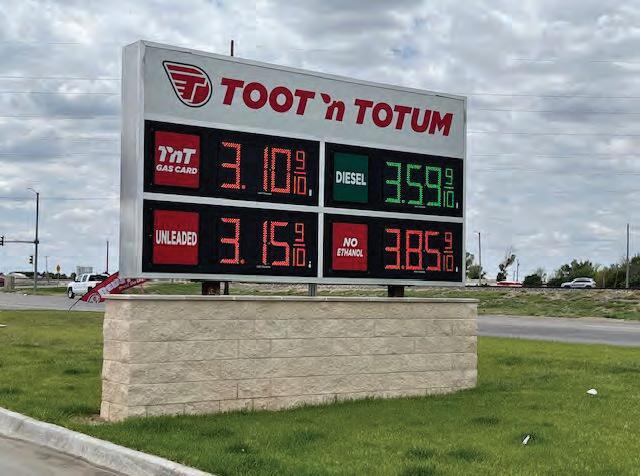 TOOT 'n TOTUM
TNT
GAS CARD
3.10 9/10
DIESEL
3.59 9/10
UNLEADED
3.15 9/10
NO
ETHANOL
3.85 9/10